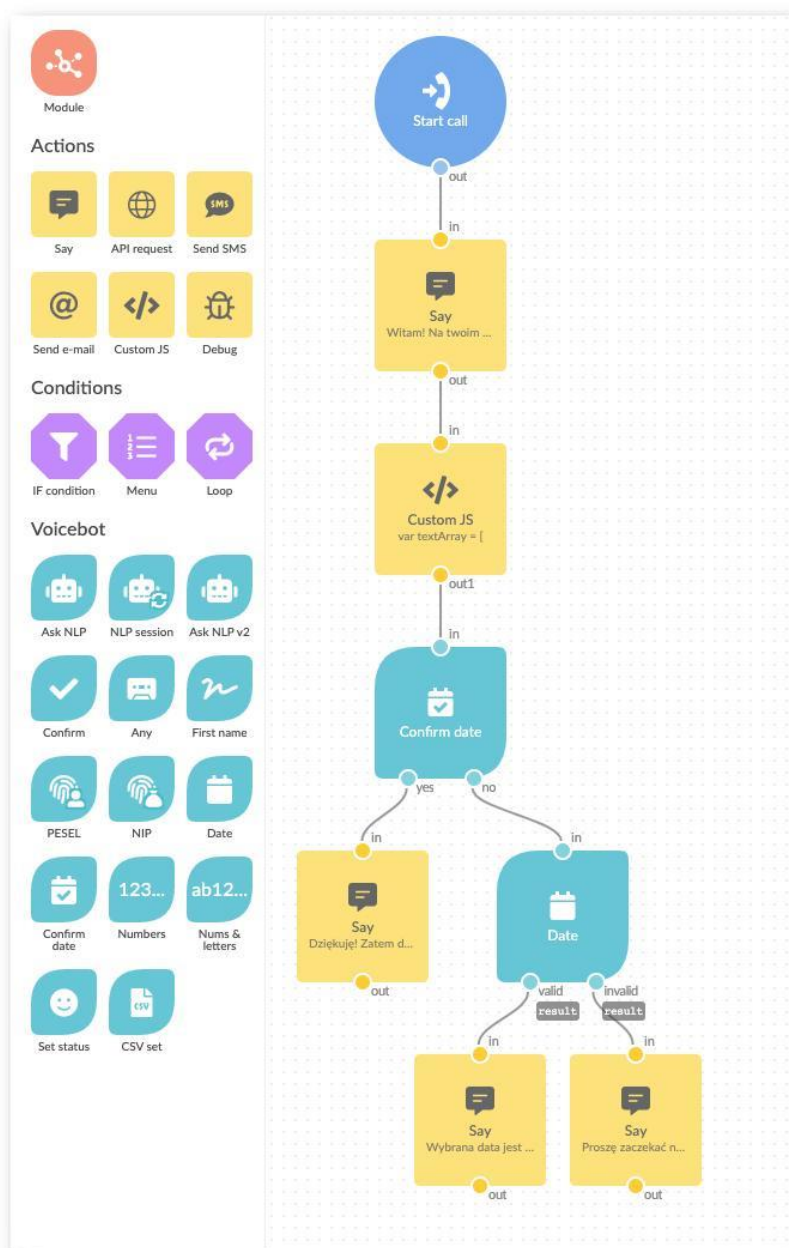 Module
Actions
Say
API request
SMS
Send SMS
@
Send e-mail
</>
Custom JS
Debug
Conditions
IF condition
1
2
3
Menu
Loop
Voicebot
Ask NLP
NLP session
Ask NLP v2
Confirm
Any
First name
PESEL
NIP
Date
Confirm
date
123...
Numbers
ab12...
Nums &
letters
Set status
CSV
CSV set
Start call
out
in
Say
Witam! Na twoim ...
out
in
</>
Custom JS
var textArray = [
out1
in
Confirm date
yes
no
in
in
Say
Dziękuję! Zatem d...
out
Date
valid
invalid
result
result
in
in
Say
Wybrana data jest ...
out
Say
Proszę zaczekać n...
out